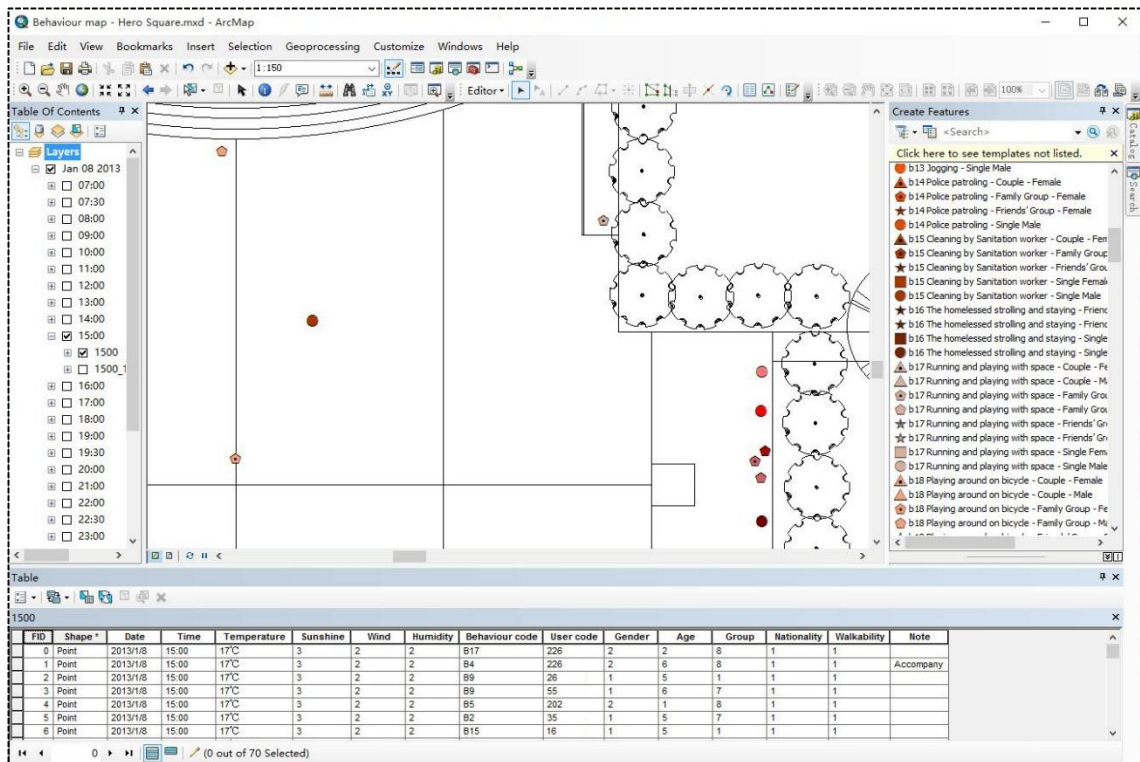 Behaviour map - Hero Square.mxd - ArcMap
File Edit View Bookmarks Insert Selection Geoprocessing Customize Windows Help
1:150
Editor
100%
Table Of Contents
Layers
Jan 08 2013
07:00
07:30
08:00
09:00
10:00
11:00
12:00
13:00
14:00
15:00
1500
1500_1
16:00
17:00
18:00
19:00
19:30
20:00
21:00
22:00
22:30
23:00
Create Features
<Search>
Click here to see templates not listed.
b13 Jogging - Single Male
b14 Police patroling - Couple - Female
b14 Police patroling - Family Group - Female
b14 Police patroling - Friends' Group - Female
b14 Police patroling - Single Male
b15 Cleaning by Sanitation worker - Couple - Fem
b15 Cleaning by Sanitation worker - Family Group
b15 Cleaning by Sanitation worker - Friends' Grou
b15 Cleaning by Sanitation worker - Single Female
b15 Cleaning by Sanitation worker - Single Male
b16 The homelessed strolling and staying - Friend
b16 The homelessed strolling and staying - Friend
b16 The homelessed strolling and staying - Single
b16 The homelessed strolling and staying - Single
b17 Running and playing with space - Couple - Fe
b17 Running and playing with space - Couple - Ma
b17 Running and playing with space - Family Grou
b17 Running and playing with space - Family Grou
b17 Running and playing with space - Friends' Gr
b17 Running and playing with space - Friends' Gr
b17 Running and playing with space - Single Fema
b17 Running and playing with space - Single Male
b18 Playing around on bicycle - Couple - Female
b18 Playing around on bicycle - Couple - Male
b18 Playing around on bicycle - Family Group - Fe
b18 Playing around on bicycle - Family Group - Ma
Catalog
Search
Table
1500
FID Shape * Date Time Temperature Sunshine Wind Humidity Behaviour code User code Gender Age Group Nationality Walkability Note
0 Point 2013/1/8 15:00 17℃ 3 2 2 B17 226 2 2 8 1 1
1 Point 2013/1/8 15:00 17℃ 3 2 2 B4 226 2 6 8 1 1 Accompany
2 Point 2013/1/8 15:00 17℃ 3 2 2 B9 26 1 5 1 1 1
3 Point 2013/1/8 15:00 17℃ 3 2 2 B9 55 1 6 7 1 1
4 Point 2013/1/8 15:00 17℃ 3 2 2 B5 202 2 1 8 1 1
5 Point 2013/1/8 15:00 17℃ 3 2 2 B2 35 1 5 7 1 1
6 Point 2013/1/8 15:00 17℃ 3 2 2 B15 16 1 5 1 1 1
0 (0 out of 70 Selected)